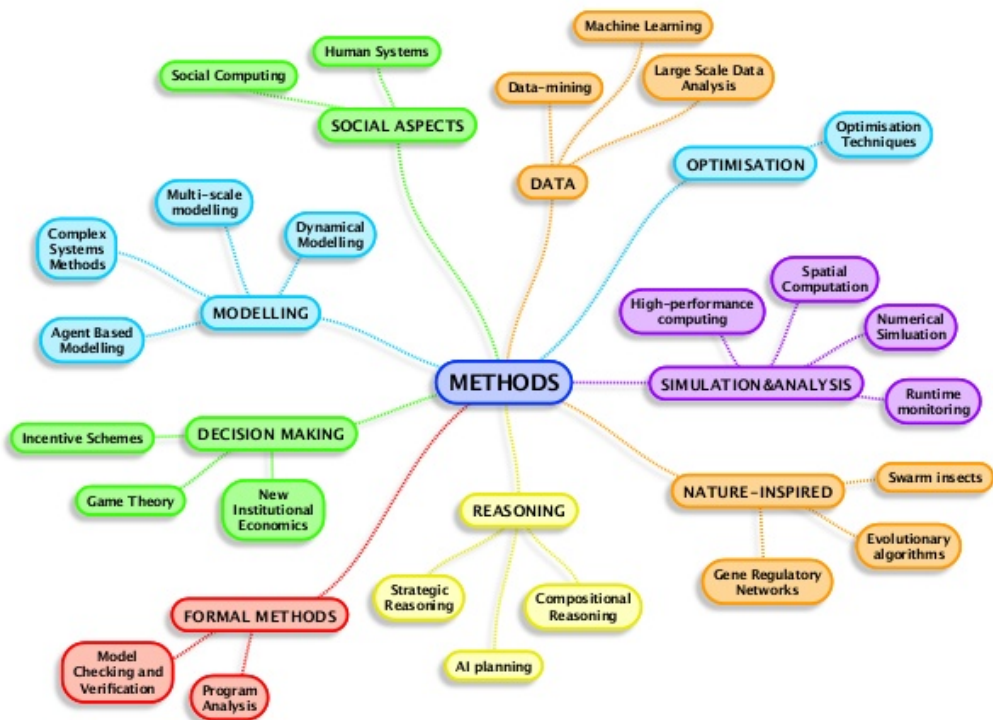 Machine Learning
Human Systems
Social Computing
Large Scale Data
Analysis
Data-mining
SOCIAL ASPECTS
Optimisation
Techniques
OPTIMISATION
DATA
Multi-scale
modelling
Dynamical
Modelling
Complex
Systems
Methods
MODELLING
Agent Based
Modelling
Spatial
Computation
High-performance
computing
Numerical
Simluation
METHODS
SIMULATION&ANALYSIS
Runtime
monitoring
Incentive Schemes
DECISION MAKING
Game Theory
New
Institutional
Economics
REASONING
NATURE-INSPIRED
Swarm insects
Evolutionary
algorithms
Gene Regulatory
Networks
Strategic
Reasoning
Compositional
Reasoning
AI planning
FORMAL METHODS
Model
Checking and
Verification
Program
Analysis